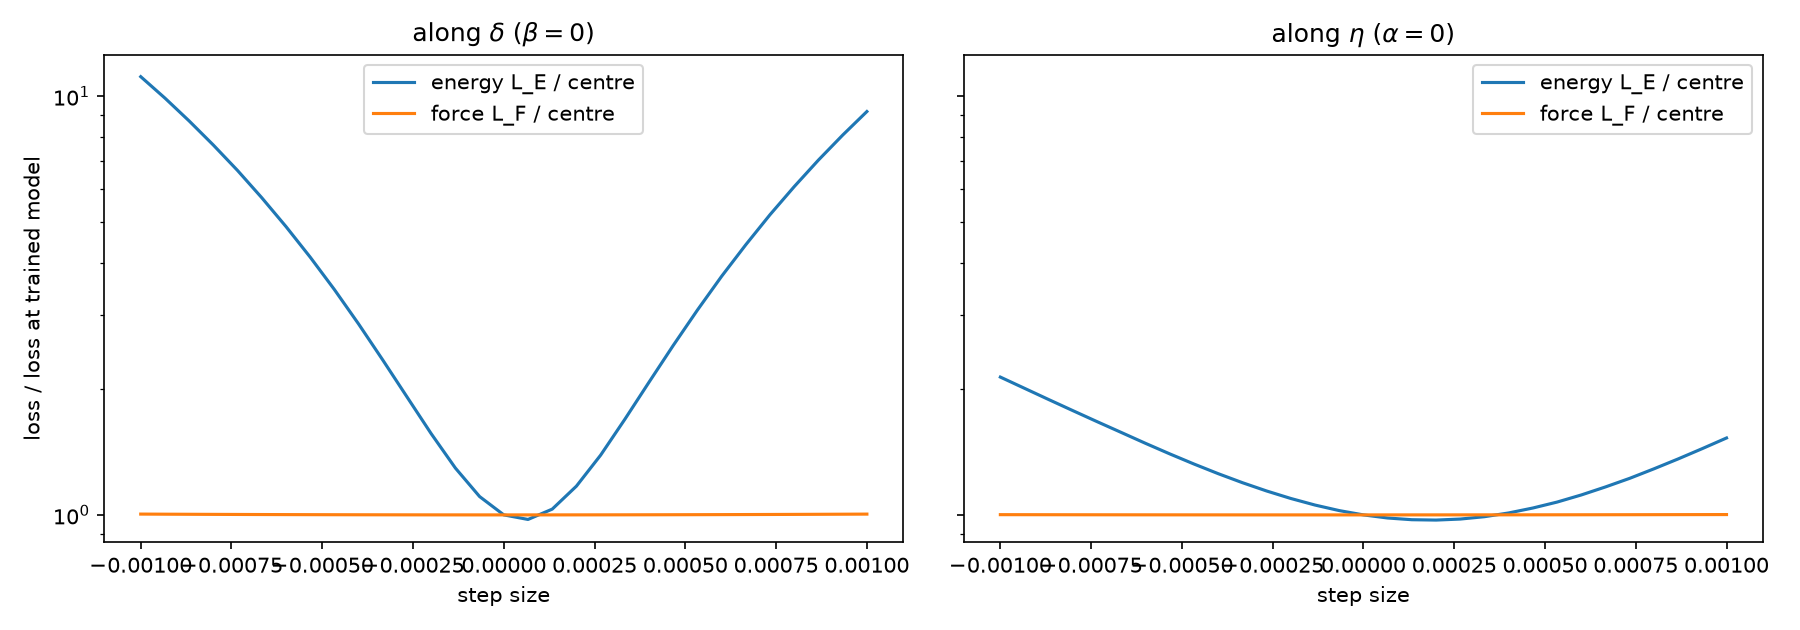 along δ (β = 0)
energy L_E / centre
force L_F / centre
loss / loss at trained model
10¹
10⁰
−0.00100 −0.00075 −0.00050 −0.00025 0.00000 0.00025 0.00050 0.00075 0.00100
step size
along η (α = 0)
energy L_E / centre
force L_F / centre
−0.00100 −0.00075 −0.00050 −0.00025 0.00000 0.00025 0.00050 0.00075 0.00100
step size